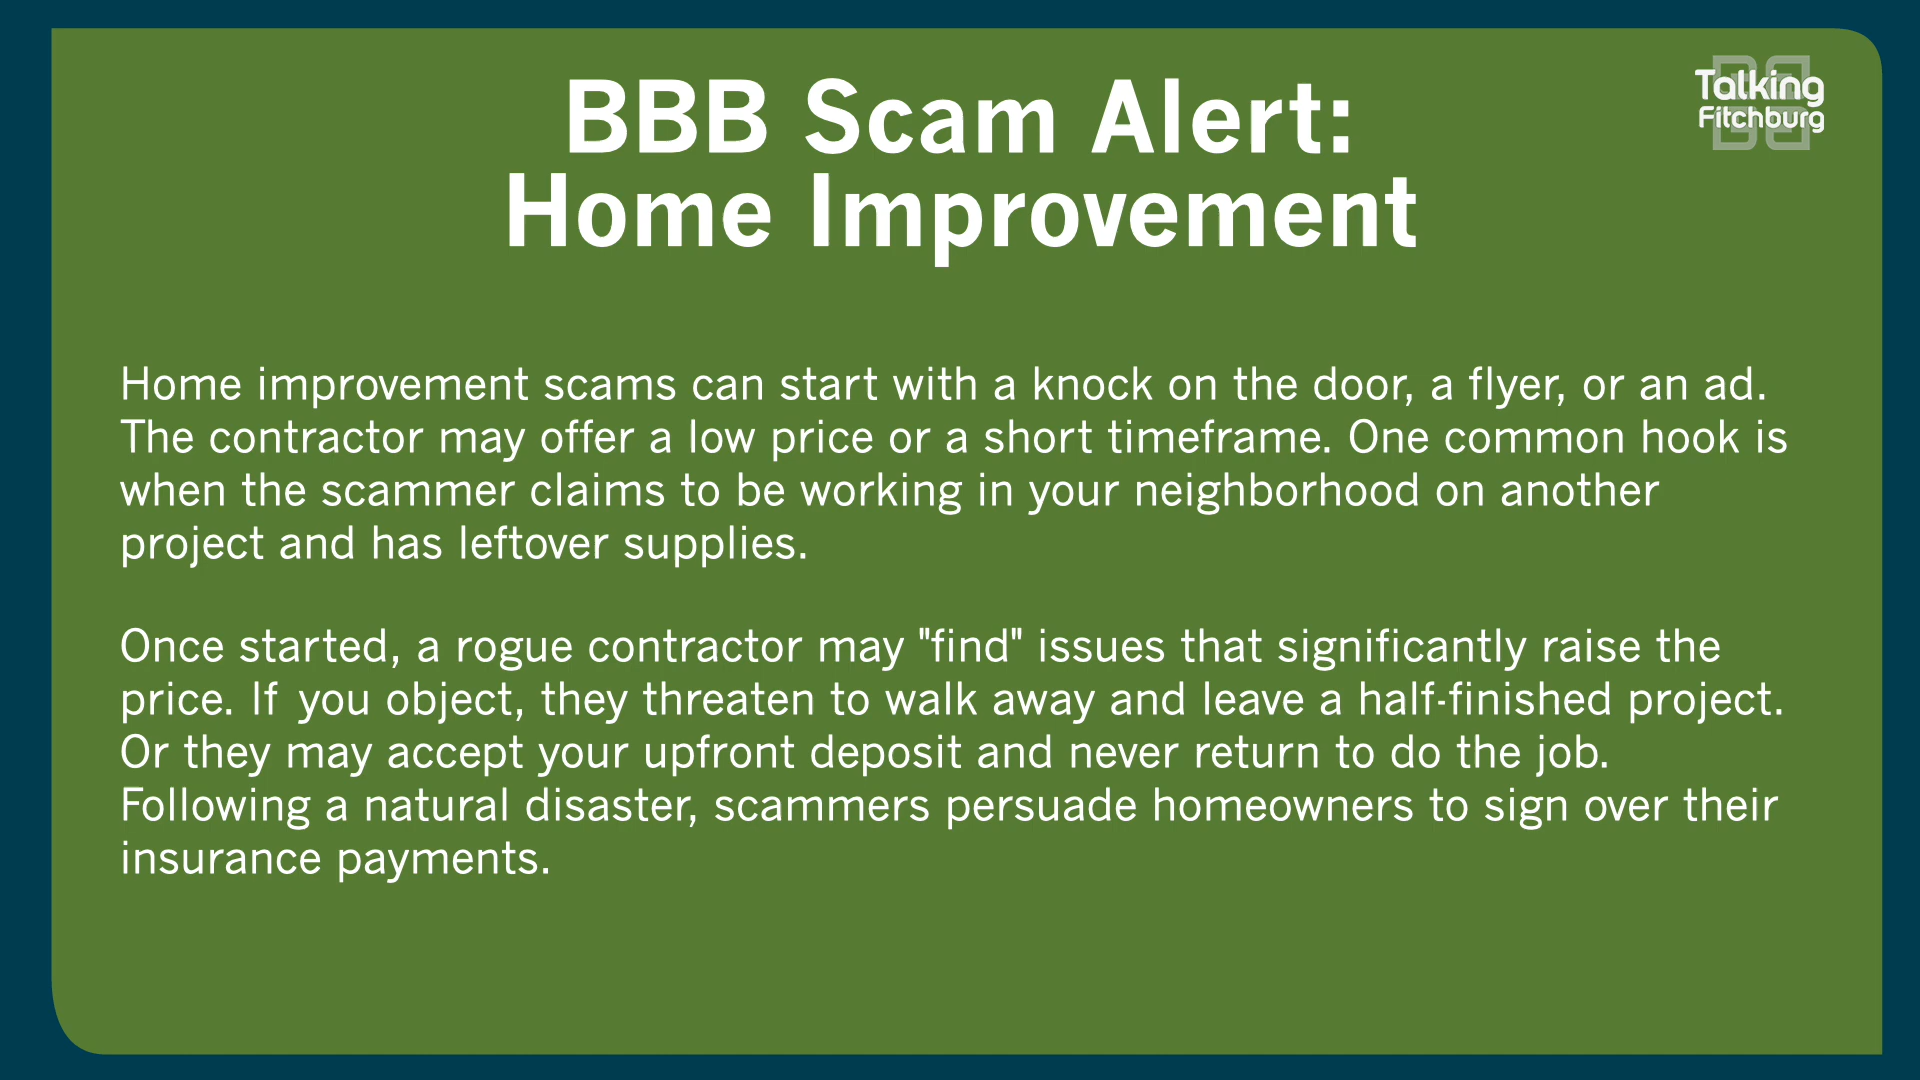 BBB Scam Alert:
Home Improvement
Talking
Fitchburg
Home improvement scams can start with a knock on the door, a flyer, or an ad.
The contractor may offer a low price or a short timeframe. One common hook is
when the scammer claims to be working in your neighborhood on another
project and has leftover supplies.
Once started, a rogue contractor may "find" issues that significantly raise the
price. If you object, they threaten to walk away and leave a half-finished project.
Or they may accept your upfront deposit and never return to do the job.
Following a natural disaster, scammers persuade homeowners to sign over their
insurance payments.